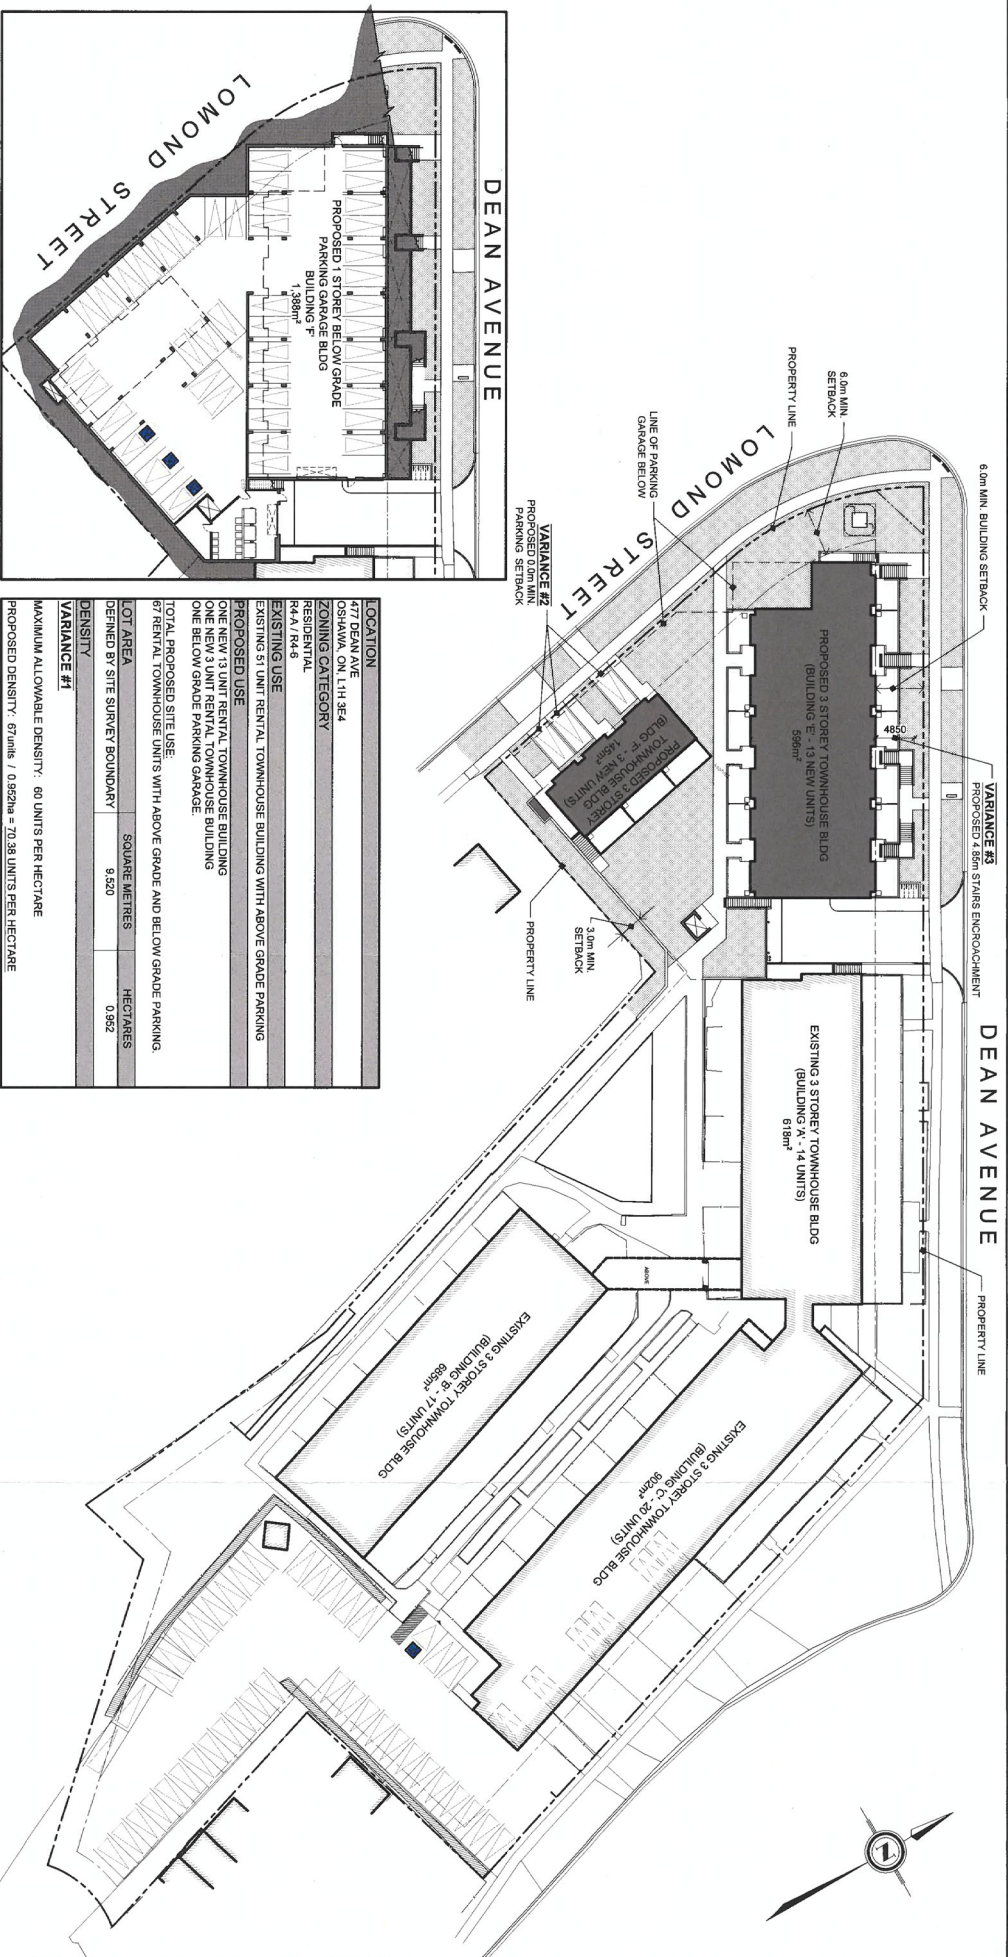 DEAN AVENUE
LOMOND STREET
PROPOSED 1 STOREY BELOW GRADE
PARKING GARAGE BLDG
BUILDING 'F'
1,388m²
DEAN AVENUE
LOMOND STREET
6.0m MIN. BUILDING SETBACK
6.0m MIN.
SETBACK
PROPERTY LINE
LINE OF PARKING
GARAGE BELOW
VARIANCE #2
PROPOSED 0.0m MIN.
PARKING SETBACK
VARIANCE #3
PROPOSED 4.85m STAIRS ENCROACHMENT
4850
PROPOSED 3 STOREY TOWNHOUSE BLDG
(BUILDING 'E' - 13 NEW UNITS)
596m²
PROPOSED 3 STOREY
TOWNHOUSE BLDG
(BLDG 'F' - 3 NEW UNITS)
145m²
3.0m MIN.
SETBACK
PROPERTY LINE
EXISTING 3 STOREY TOWNHOUSE BLDG
(BUILDING 'A' - 14 UNITS)
618m²
PROPERTY LINE
ABOVE
EXISTING 3 STOREY TOWNHOUSE BLDG
(BUILDING 'B' - 17 UNITS)
685m²
EXISTING 3 STOREY TOWNHOUSE BLDG
(BUILDING 'C' - 20 UNITS)
902m²
N
LOCATION
477 DEAN AVE
OSHAWA, ON, L1H 3E4
ZONING CATEGORY
RESIDENTIAL
R4-A / R4-6
EXISTING USE
EXISTING 51 UNIT RENTAL TOWNHOUSE BUILDING WITH ABOVE GRADE PARKING
PROPOSED USE
ONE NEW 13 UNIT RENTAL TOWNHOUSE BUILDING
ONE NEW 3 UNIT RENTAL TOWNHOUSE BUILDING
ONE BELOW GRADE PARKING GARAGE.
TOTAL PROPOSED SITE USE:
67 RENTAL TOWNHOUSE UNITS WITH ABOVE GRADE AND BELOW GRADE PARKING.
LOT AREA SQUARE METRES HECTARES
DEFINED BY SITE SURVEY BOUNDARY 9,520 0.952
DENSITY
VARIANCE #1
MAXIMUM ALLOWABLE DENSITY: 60 UNITS PER HECTARE
PROPOSED DENSITY: 67units / 0.952ha = 70.38 UNITS PER HECTARE